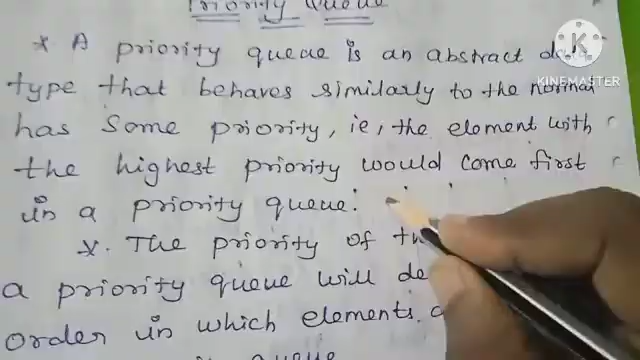 Priority Queue
* A priority queue is an abstract data
type that behaves similarly to the normal
has some priority, ie, the element with
the highest priority would come first
in a priority queue.
*. The priority of
a priority queue will
order in which elements
queue
KINEMASTER